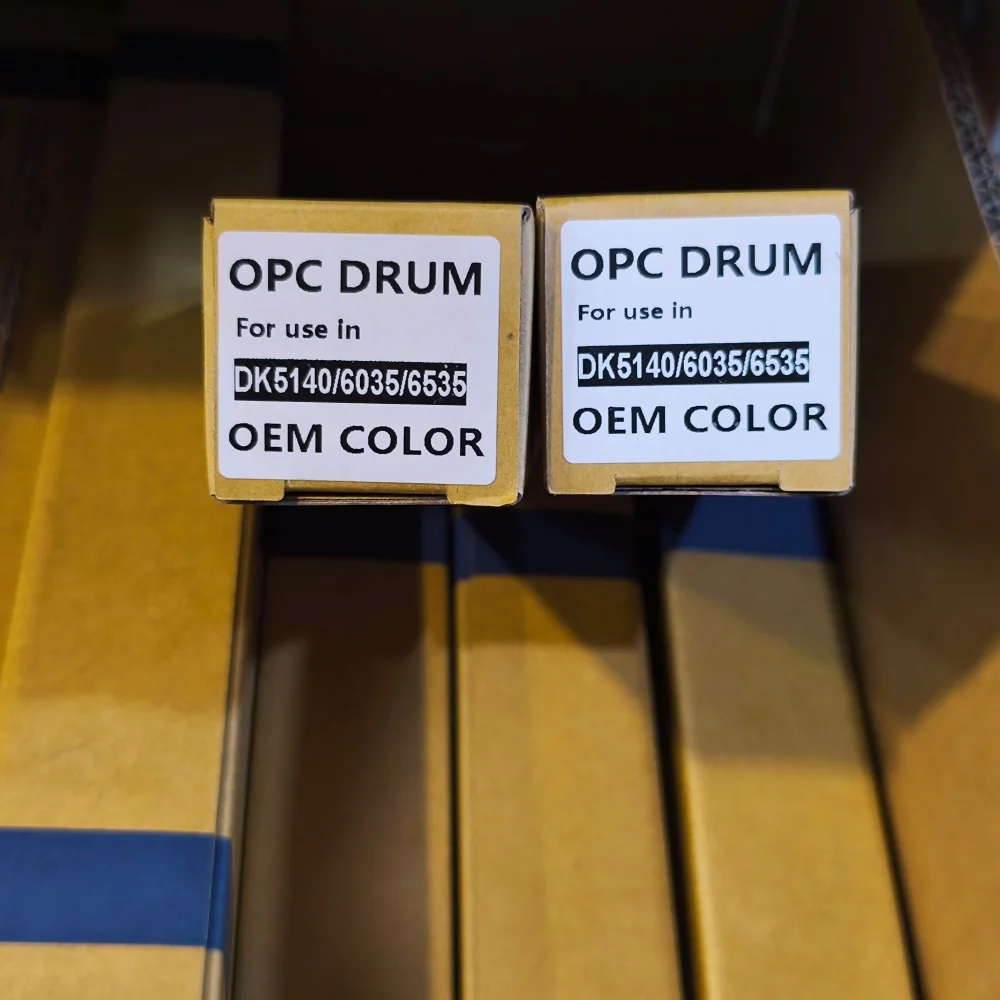 OPC DRUM
For use in
DK5140/6035/6535
OEM COLOR
OPC DRUM
For use in
DK5140/6035/6535
OEM COLOR